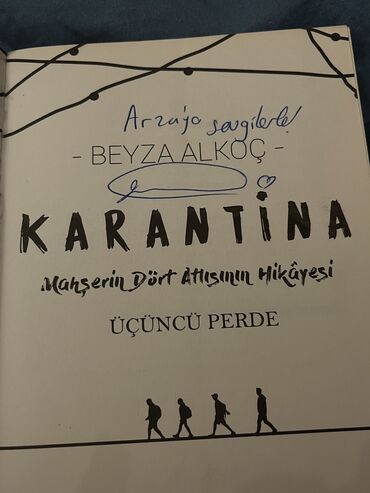 Arzu'ya sevgilerle!
- BEYZA ALKOÇ -
KARANTİNA
Mahşerin Dört Atlısının Hikâyesi
ÜÇÜNCÜ PERDE